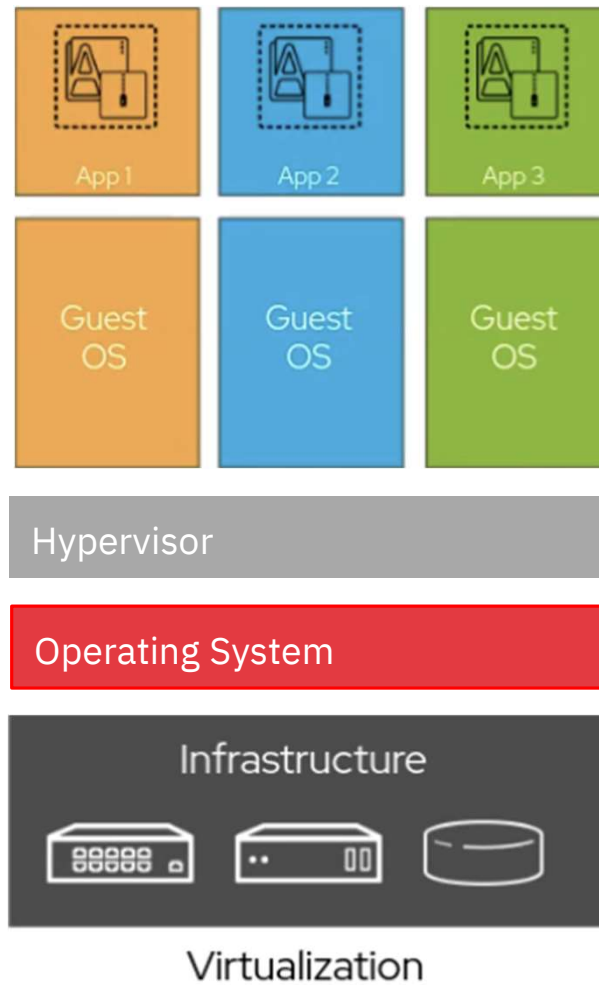 App 1
App 2
App 3
Guest
OS
Guest
OS
Guest
OS
Hypervisor
Operating System
Infrastructure
Virtualization